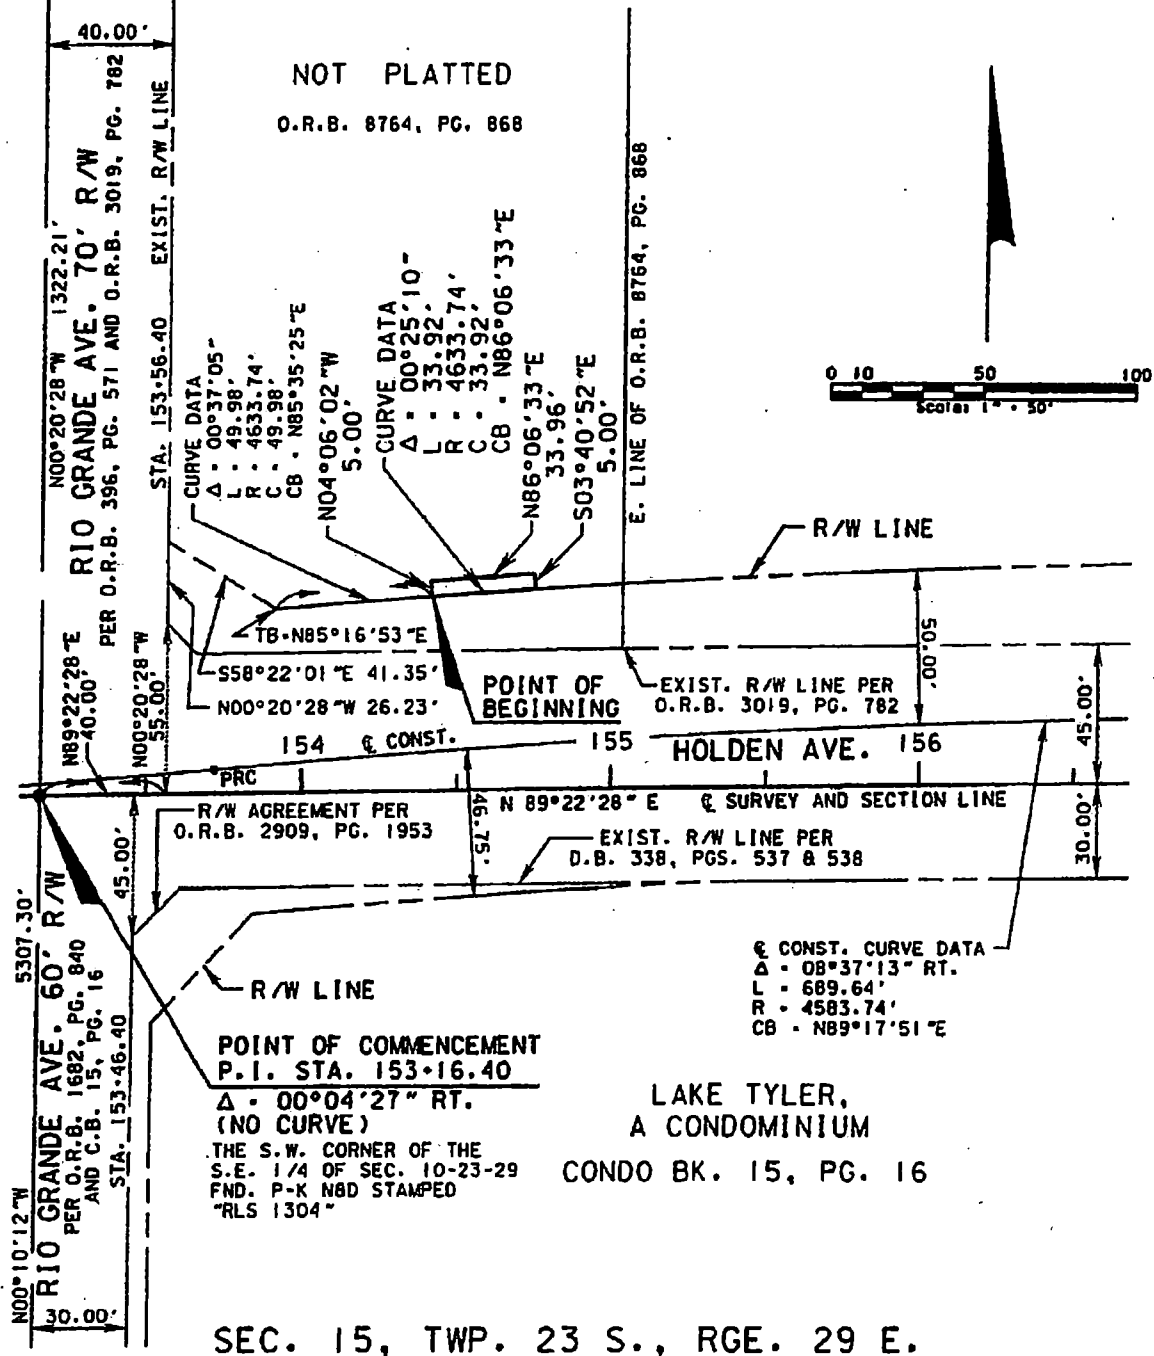 40.00'
NOT PLATTED
O.R.B. 8764, PG. 868
N00°20'28"W 1322.21'
RIO GRANDE AVE. 70' R/W
PER O.R.B. 396, PG. 571 AND O.R.B. 3019, PG. 782
STA. 153+56.40 EXIST. R/W LINE
E. LINE OF O.R.B. 8764, PG. 868
0 10 50 100
Scale: 1" = 50'
CURVE DATA
Δ = 00°37'05"
L = 49.98'
R = 4633.74'
C = 49.98'
CB = N85°35'25"E
N04°06'02"W
5.00'
CURVE DATA
Δ = 00°25'10"
L = 33.92'
R = 4633.74'
C = 33.92'
CB = N86°06'33"E
N86°06'33"E
33.96'
S03°40'52"E
5.00'
R/W LINE
TB=N85°16'53"E
S58°22'01"E 41.35'
N00°20'28"W 26.23'
N89°22'28"E
40.00'
N00°20'28"W
55.00'
POINT OF
BEGINNING
EXIST. R/W LINE PER
O.R.B. 3019, PG. 782
50.00'
45.00'
154 ℄ CONST. 155 HOLDEN AVE. 156
PRC
N 89°22'28" E ℄ SURVEY AND SECTION LINE
R/W AGREEMENT PER
O.R.B. 2909, PG. 1953
46.75'
EXIST. R/W LINE PER
D.B. 338, PGS. 537 & 538
30.00'
45.00'
5307.30'
N00°10'12"W
RIO GRANDE AVE. 60' R/W
PER O.R.B. 1682, PG. 840
AND C.B. 15, PG. 16
STA. 153+46.40
R/W LINE
℄ CONST. CURVE DATA
Δ = 08°37'13" RT.
L = 689.64'
R = 4583.74'
CB = N89°17'51"E
POINT OF COMMENCEMENT
P.I. STA. 153+16.40
Δ = 00°04'27" RT.
(NO CURVE)
THE S.W. CORNER OF THE
S.E. 1/4 OF SEC. 10-23-29
FND. P-K N&D STAMPED
"RLS 1304"
LAKE TYLER,
A CONDOMINIUM
CONDO BK. 15, PG. 16
30.00'
SEC. 15, TWP. 23 S., RGE. 29 E.